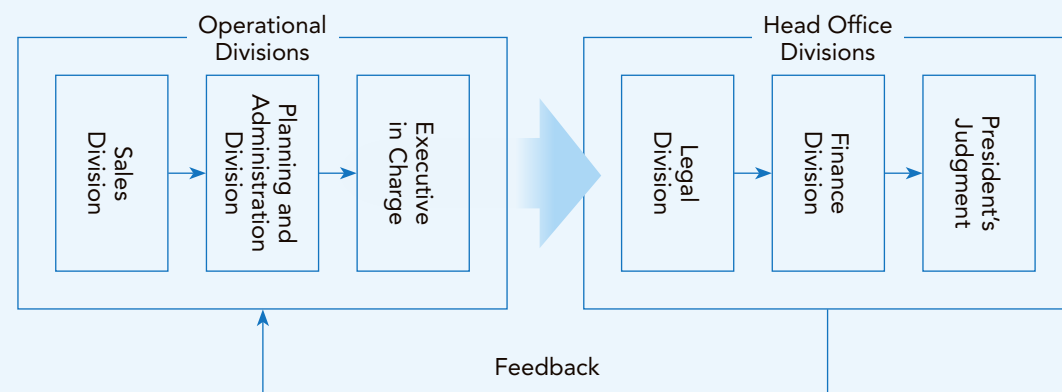 Operational
Divisions
Sales
Division
Planning and
Administration
Division
Executive
in Charge
Head Office
Divisions
Legal
Division
Finance
Division
President's
Judgment
Feedback